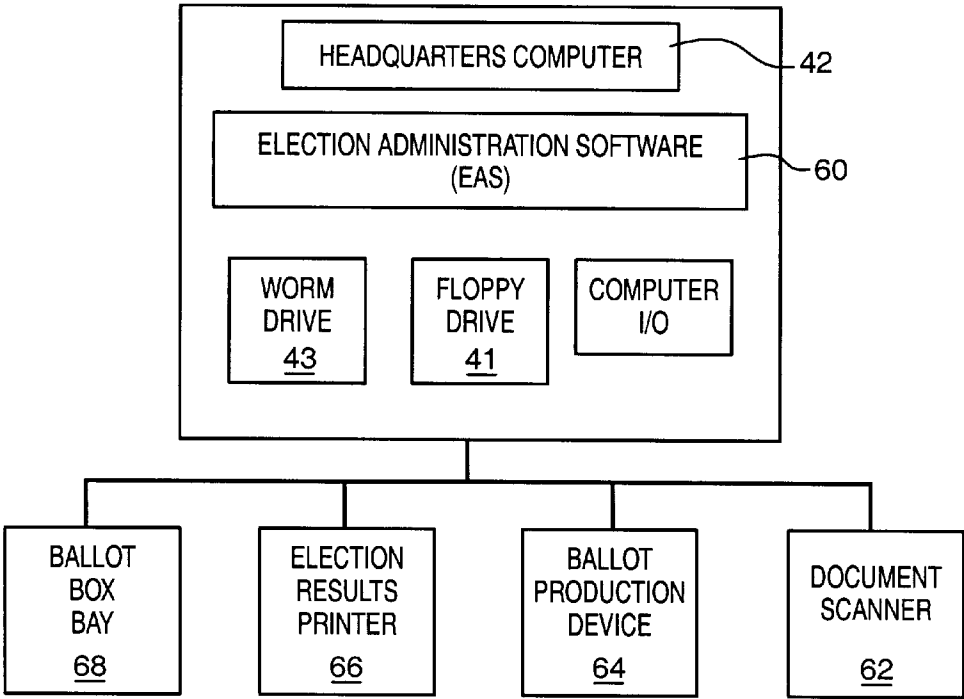 HEADQUARTERS COMPUTER
42
ELECTION ADMINISTRATION SOFTWARE
(EAS)
60
WORM
DRIVE
43
FLOPPY
DRIVE
41
COMPUTER
I/O
BALLOT
BOX
BAY
68
ELECTION
RESULTS
PRINTER
66
BALLOT
PRODUCTION
DEVICE
64
DOCUMENT
SCANNER
62